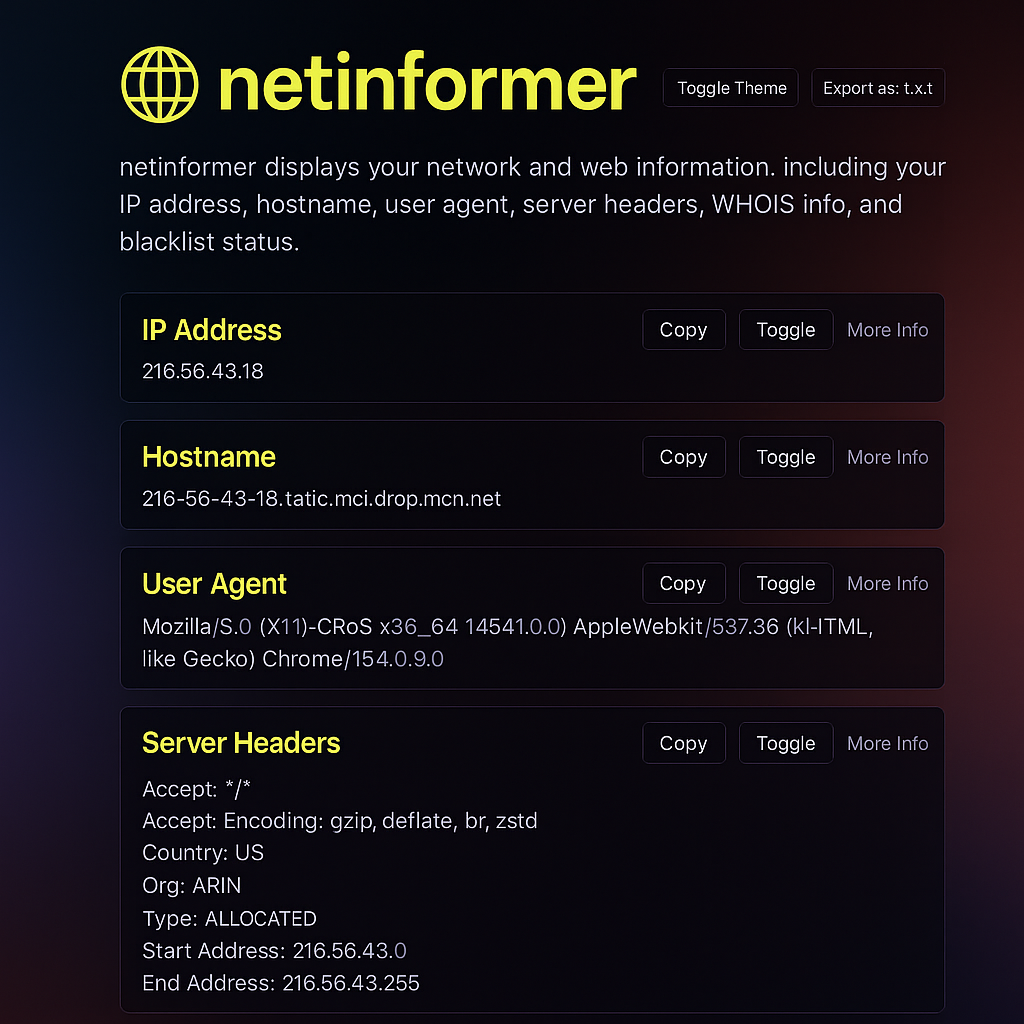 netinformer Toggle Theme Export as: t.x.t
netinformer displays your network and web information. including your
IP address, hostname, user agent, server headers, WHOIS info, and
blacklist status.
IP Address Copy Toggle More Info
216.56.43.18
Hostname Copy Toggle More Info
216-56-43-18.tatic.mci.drop.mcn.net
User Agent Copy Toggle More Info
Mozilla/S.0 (X11)-CRoS x36_64 14541.0.0) AppleWebkit/537.36 (kl-ITML,
like Gecko) Chrome/154.0.9.0
Server Headers Copy Toggle More Info
Accept: */*
Accept: Encoding: gzip, deflate, br, zstd
Country: US
Org: ARIN
Type: ALLOCATED
Start Address: 216.56.43.0
End Address: 216.56.43.255